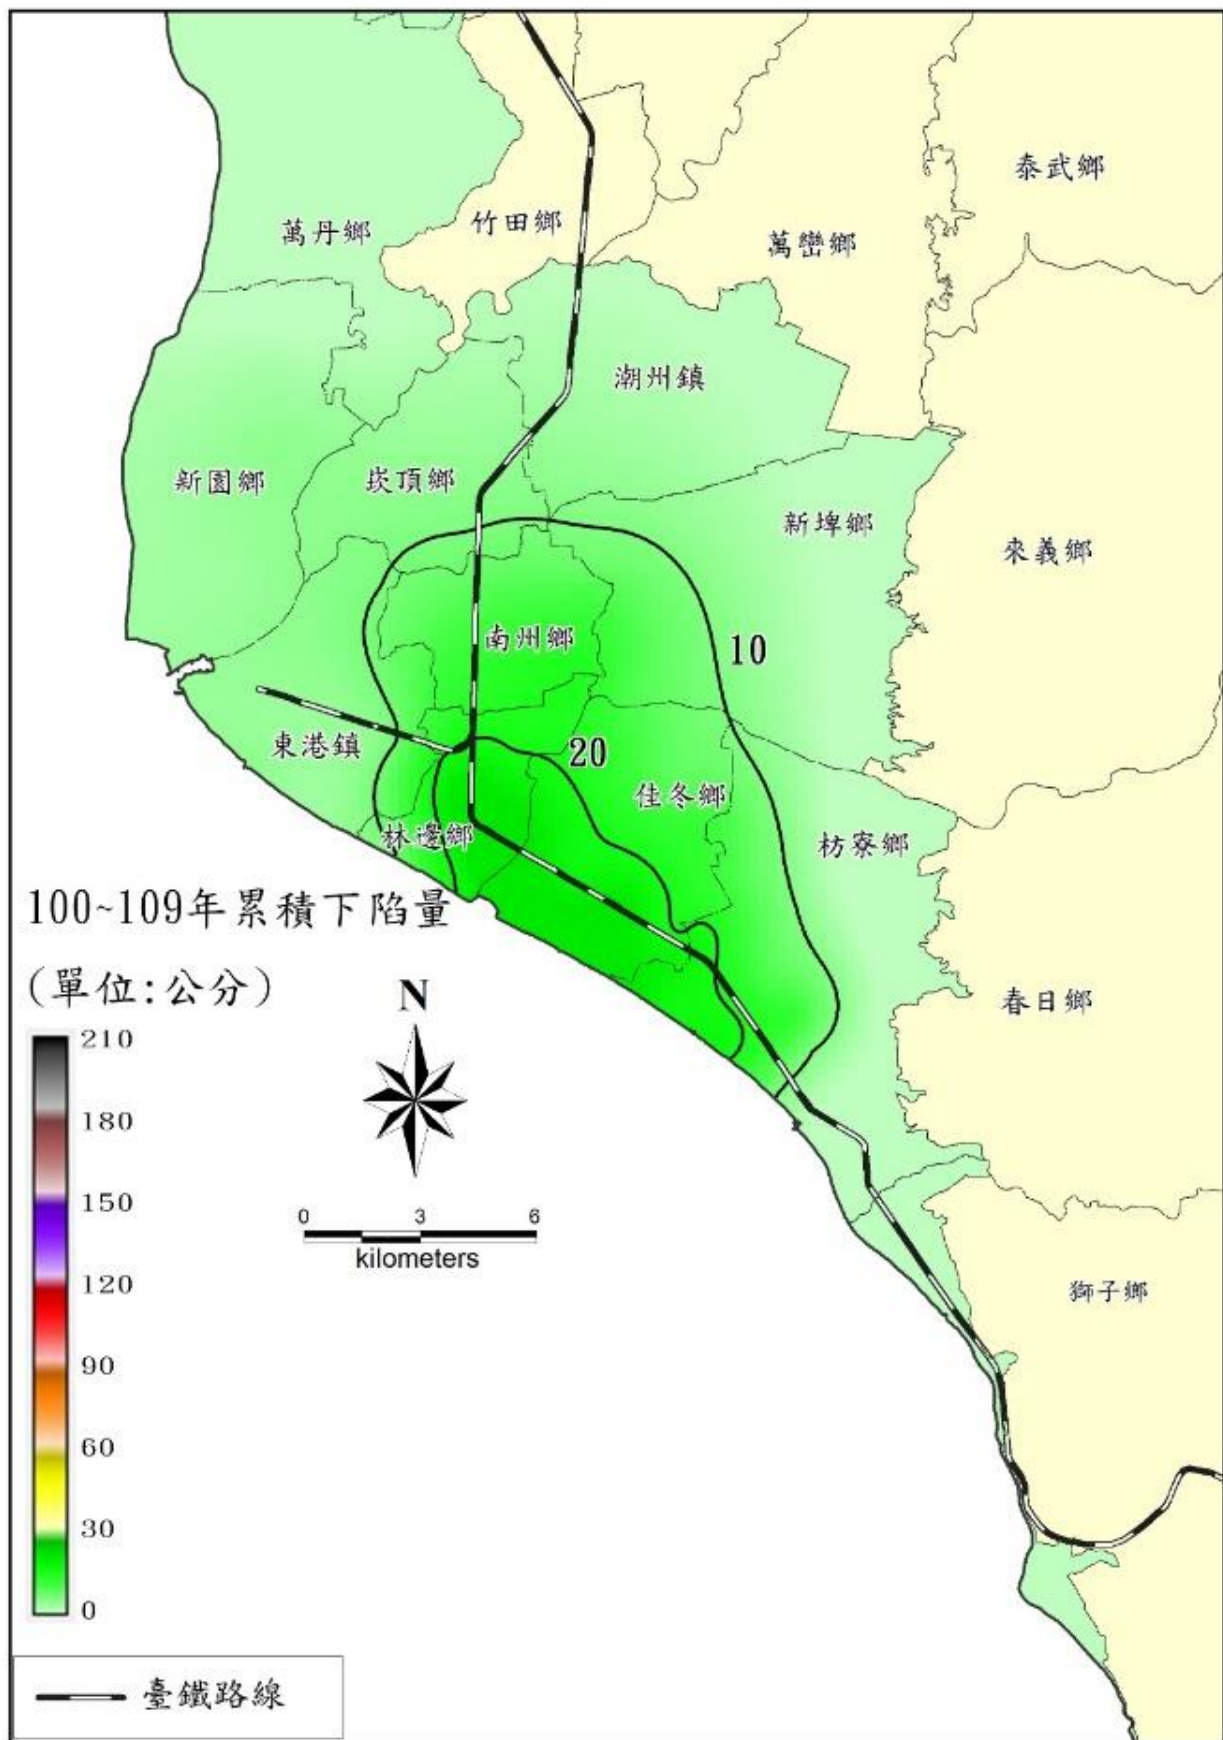 泰武鄉
竹田鄉
萬丹鄉
萬巒鄉
潮州鎮
新園鄉
崁頂鄉
新埤鄉
來義鄉
南州鄉
10
東港鎮
20
佳冬鄉
林邊鄉
枋寮鄉
100~109年累積下陷量
(單位:公分)
N
春日鄉
210
180
150
120
90
60
30
0
0 3 6
kilometers
獅子鄉
臺鐵路線